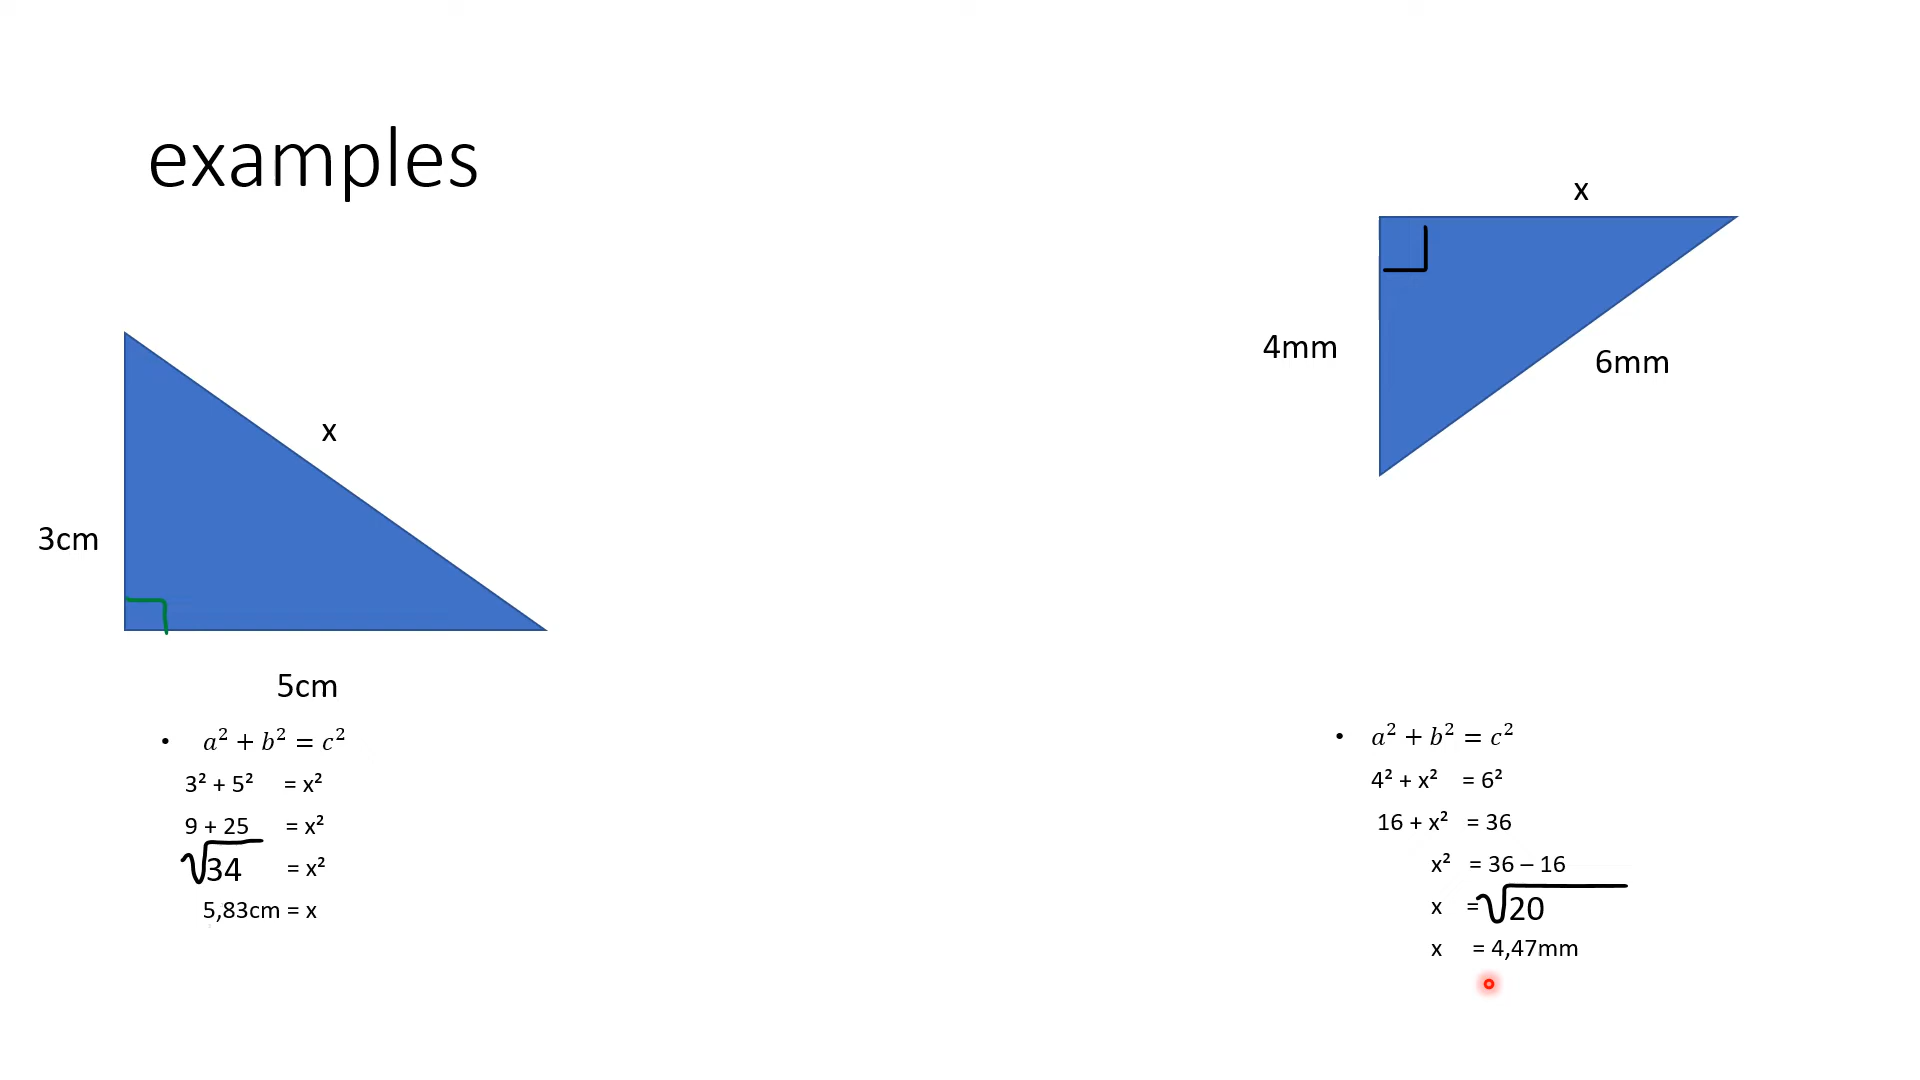 examples
x
3cm
5cm
• a² + b² = c²
3² + 5² = x²
9 + 25 = x²
√34 = x²
5,83cm = x
x
4mm
6mm
• a² + b² = c²
4² + x² = 6²
16 + x² = 36
x² = 36 – 16
x = √20
x = 4,47mm